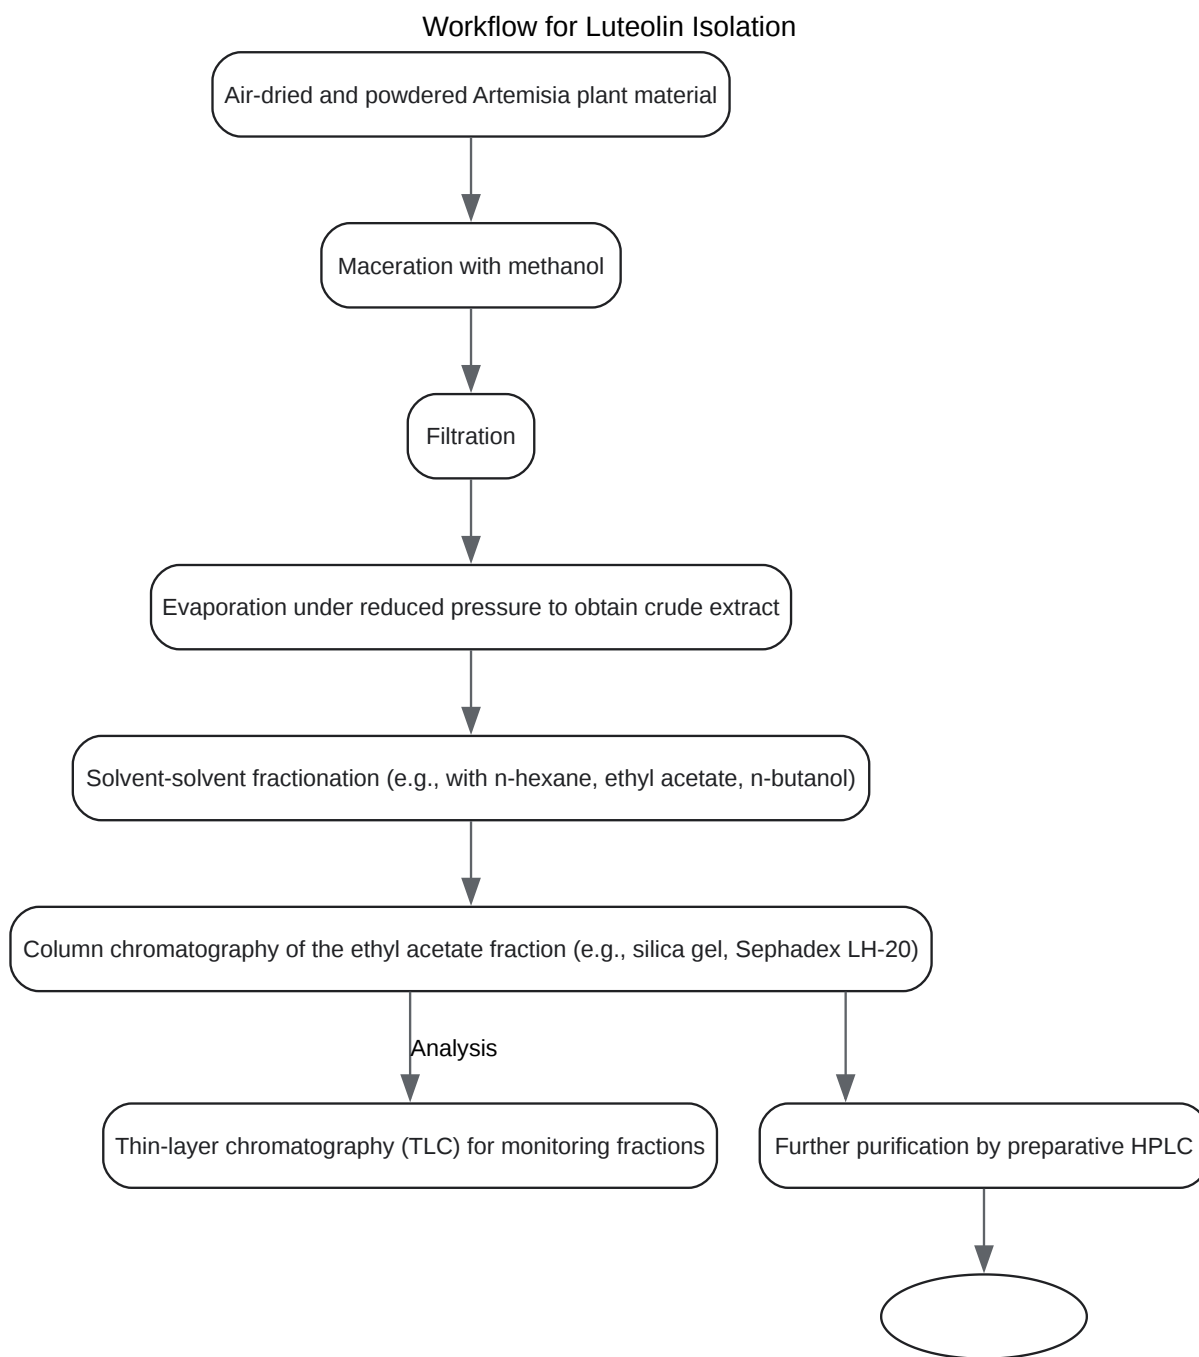 Workflow for Luteolin Isolation
Air-dried and powdered Artemisia plant material
Maceration with methanol
Filtration
Evaporation under reduced pressure to obtain crude extract
Solvent-solvent fractionation (e.g., with n-hexane, ethyl acetate, n-butanol)
Column chromatography of the ethyl acetate fraction (e.g., silica gel, Sephadex LH-20)
Analysis
Thin-layer chromatography (TLC) for monitoring fractions
Further purification by preparative HPLC